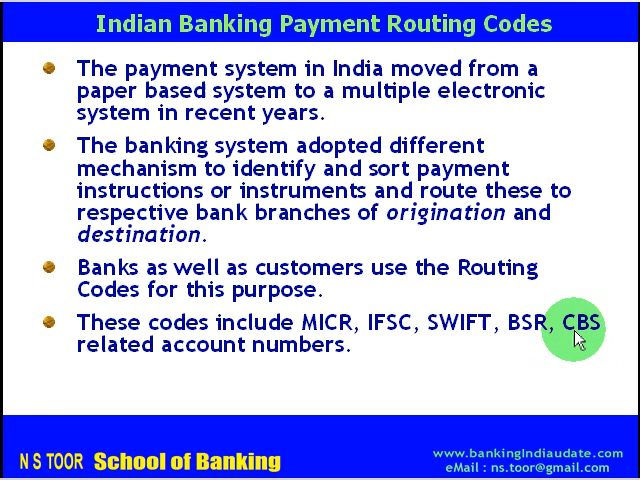 Indian Banking Payment Routing Codes
The payment system in India moved from a
paper based system to a multiple electronic
system in recent years.
The banking system adopted different
mechanism to identify and sort payment
instructions or instruments and route these to
respective bank branches of origination and
destination.
Banks as well as customers use the Routing
Codes for this purpose.
These codes include MICR, IFSC, SWIFT, BSR, CBS
related account numbers.
N S TOOR School of Banking
www.bankingIndiaudate.com
eMail : ns.toor@gmail.com